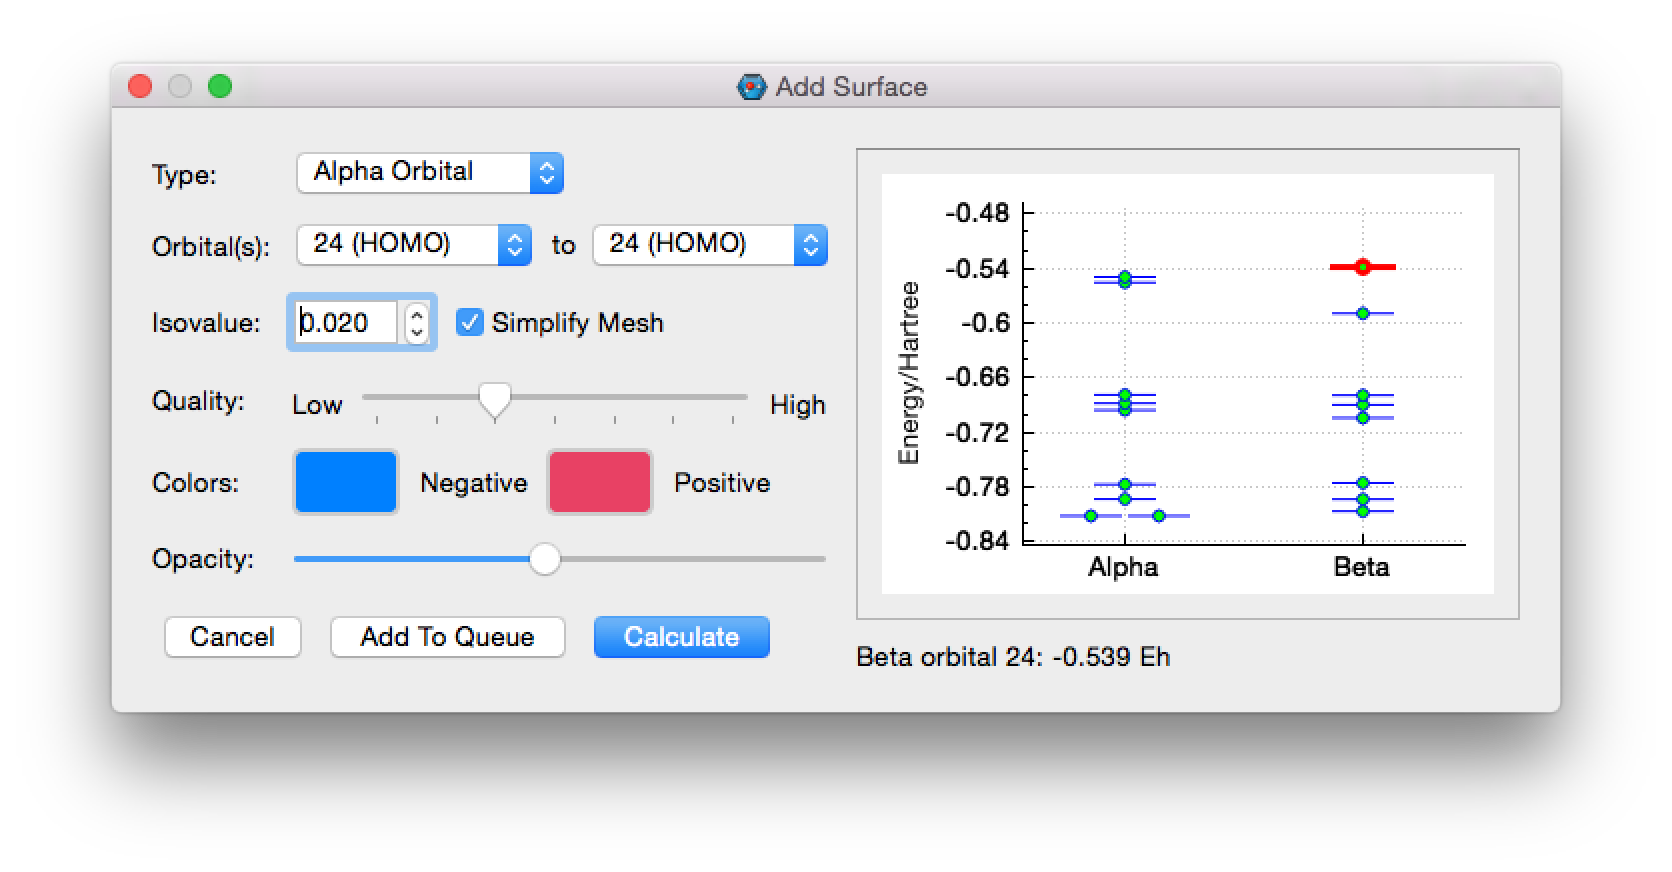 Add Surface
Type: Alpha Orbital
Orbital(s): 24 (HOMO) to 24 (HOMO)
Isovalue: 0.020 Simplify Mesh
Quality: Low High
Colors: Negative Positive
Opacity:
Cancel Add To Queue Calculate
Energy/Hartree
-0.48
-0.54
-0.6
-0.66
-0.72
-0.78
-0.84
Alpha Beta
Beta orbital 24: -0.539 Eh